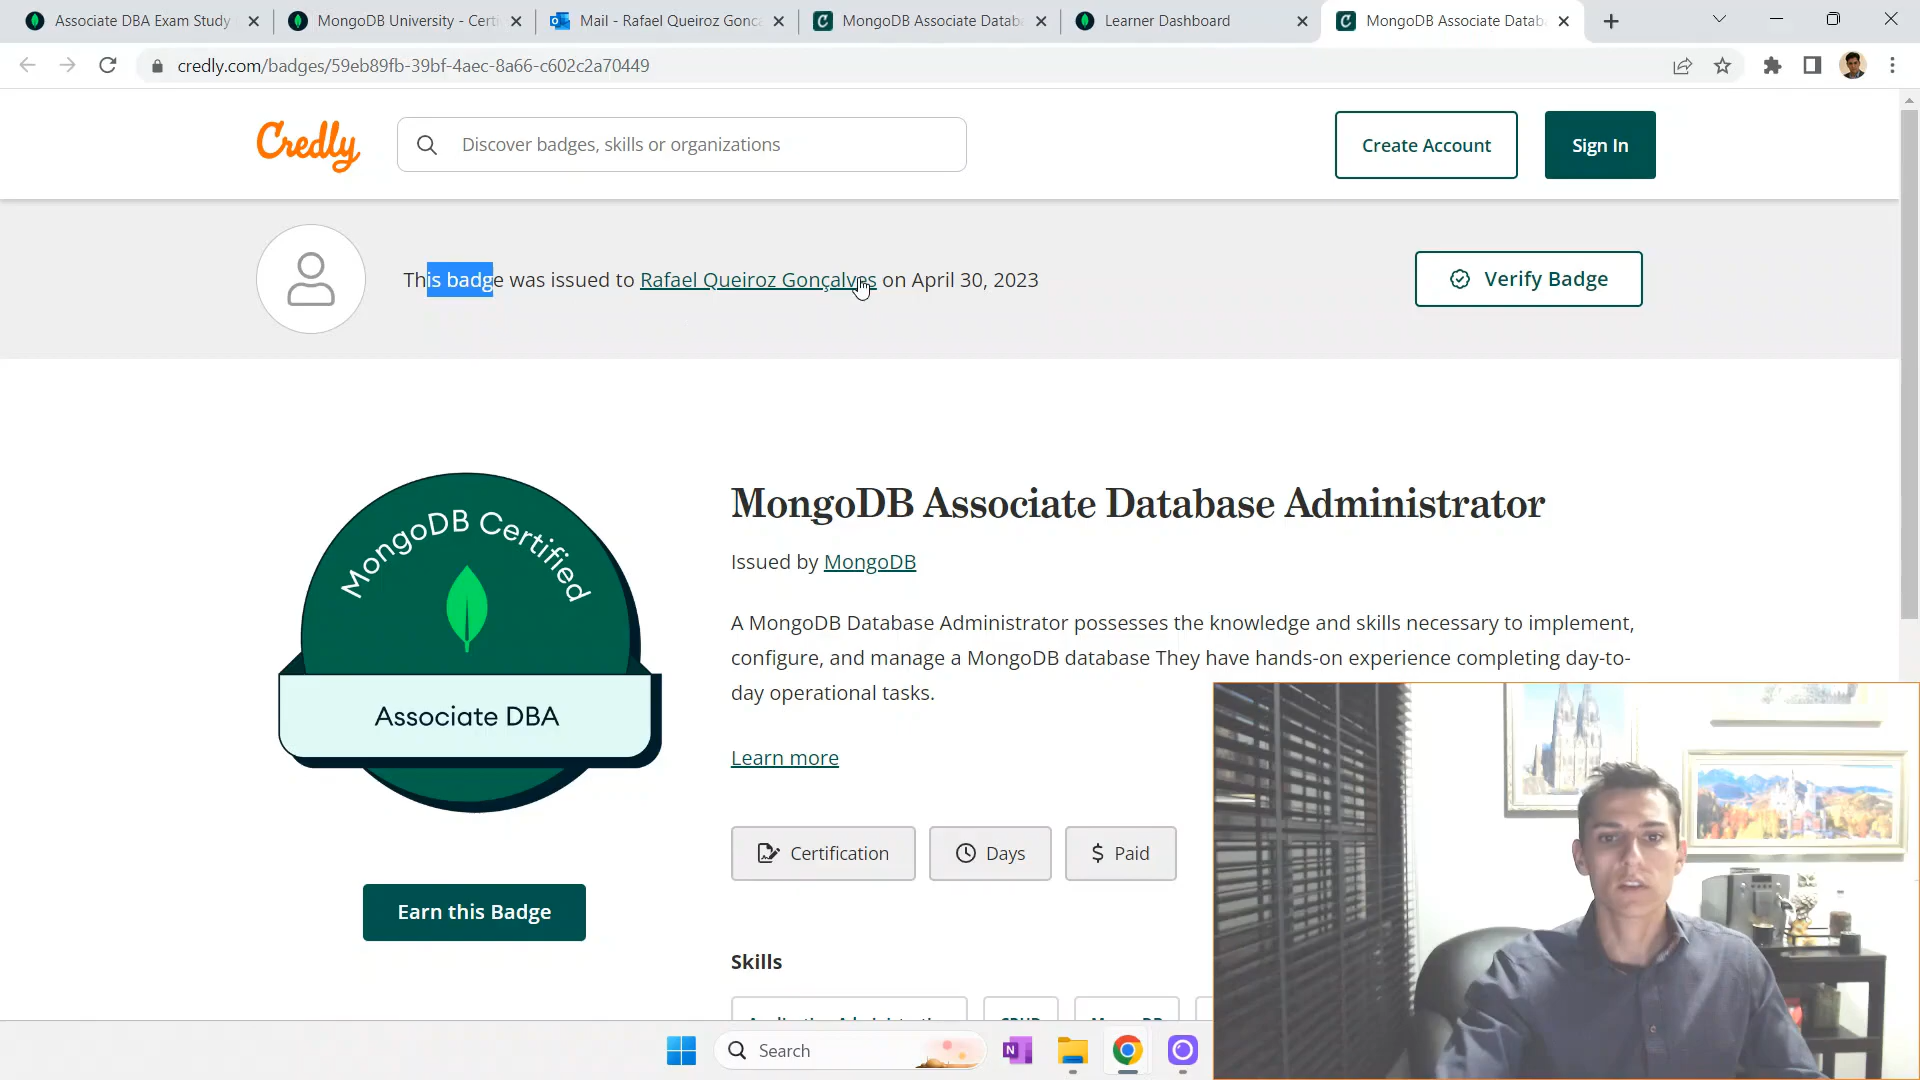 Associate DBA Exam Study
MongoDB University - Certi
Mail - Rafael Queiroz Gonca
MongoDB Associate Datab
Learner Dashboard
MongoDB Associate Datab
credly.com/badges/59eb89fb-39bf-4aec-8a66-c602c2a70449
Credly
Discover badges, skills or organizations
Create Account
Sign In
This badge was issued to Rafael Queiroz Gonçalves on April 30, 2023
Verify Badge
MongoDB Certified
Associate DBA
Earn this Badge
MongoDB Associate Database Administrator
Issued by MongoDB
A MongoDB Database Administrator possesses the knowledge and skills necessary to implement,
configure, and manage a MongoDB database They have hands-on experience completing day-to-
day operational tasks.
Learn more
Certification
Days
$ Paid
Skills
Search